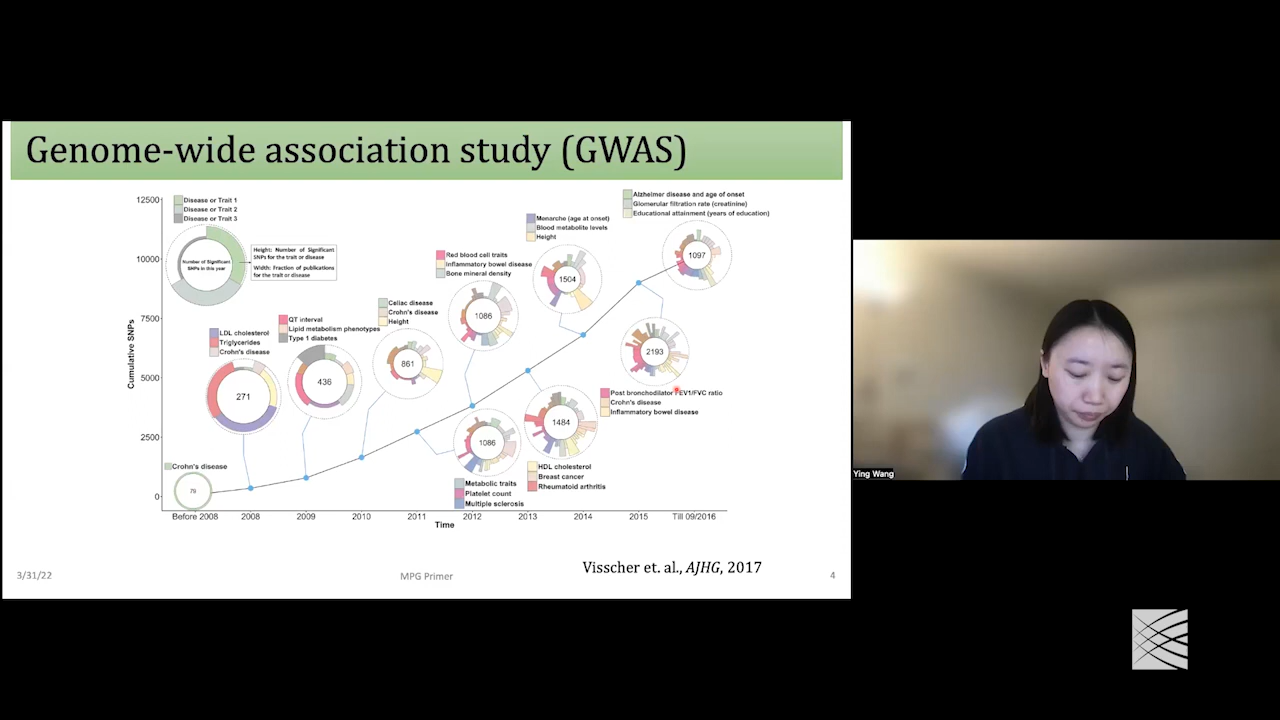 Genome-wide association study (GWAS)
12500
10000
7500
5000
2500
0
Cumulative SNPs
Disease or Trait 1
Disease or Trait 2
Disease or Trait 3
Number of Significant
SNPs in this year
Height: Number of Significant
SNPs for the trait or disease
Width: Fraction of publications
for the trait or disease
Crohn's disease
75
LDL cholesterol
Triglycerides
Crohn's disease
271
QT interval
Lipid metabolism phenotypes
Type 1 diabetes
436
Celiac disease
Crohn's disease
Height
861
Red blood cell traits
Inflammatory bowel disease
Bone mineral density
1086
1086
Metabolic traits
Platelet count
Multiple sclerosis
Menarche (age at onset)
Blood metabolite levels
Height
1504
1484
HDL cholesterol
Breast cancer
Rheumatoid arthritis
Alzheimer disease and age of onset
Glomerular filtration rate (creatinine)
Educational attainment (years of education)
1097
2193
Post bronchodilator FEV1/FVC ratio
Crohn's disease
Inflammatory bowel disease
Before 2008 2008 2009 2010 2011 2012 2013 2014 2015 Till 09/2016
Time
Visscher et. al., AJHG, 2017
3/31/22
MPG Primer
4
Ying Wang